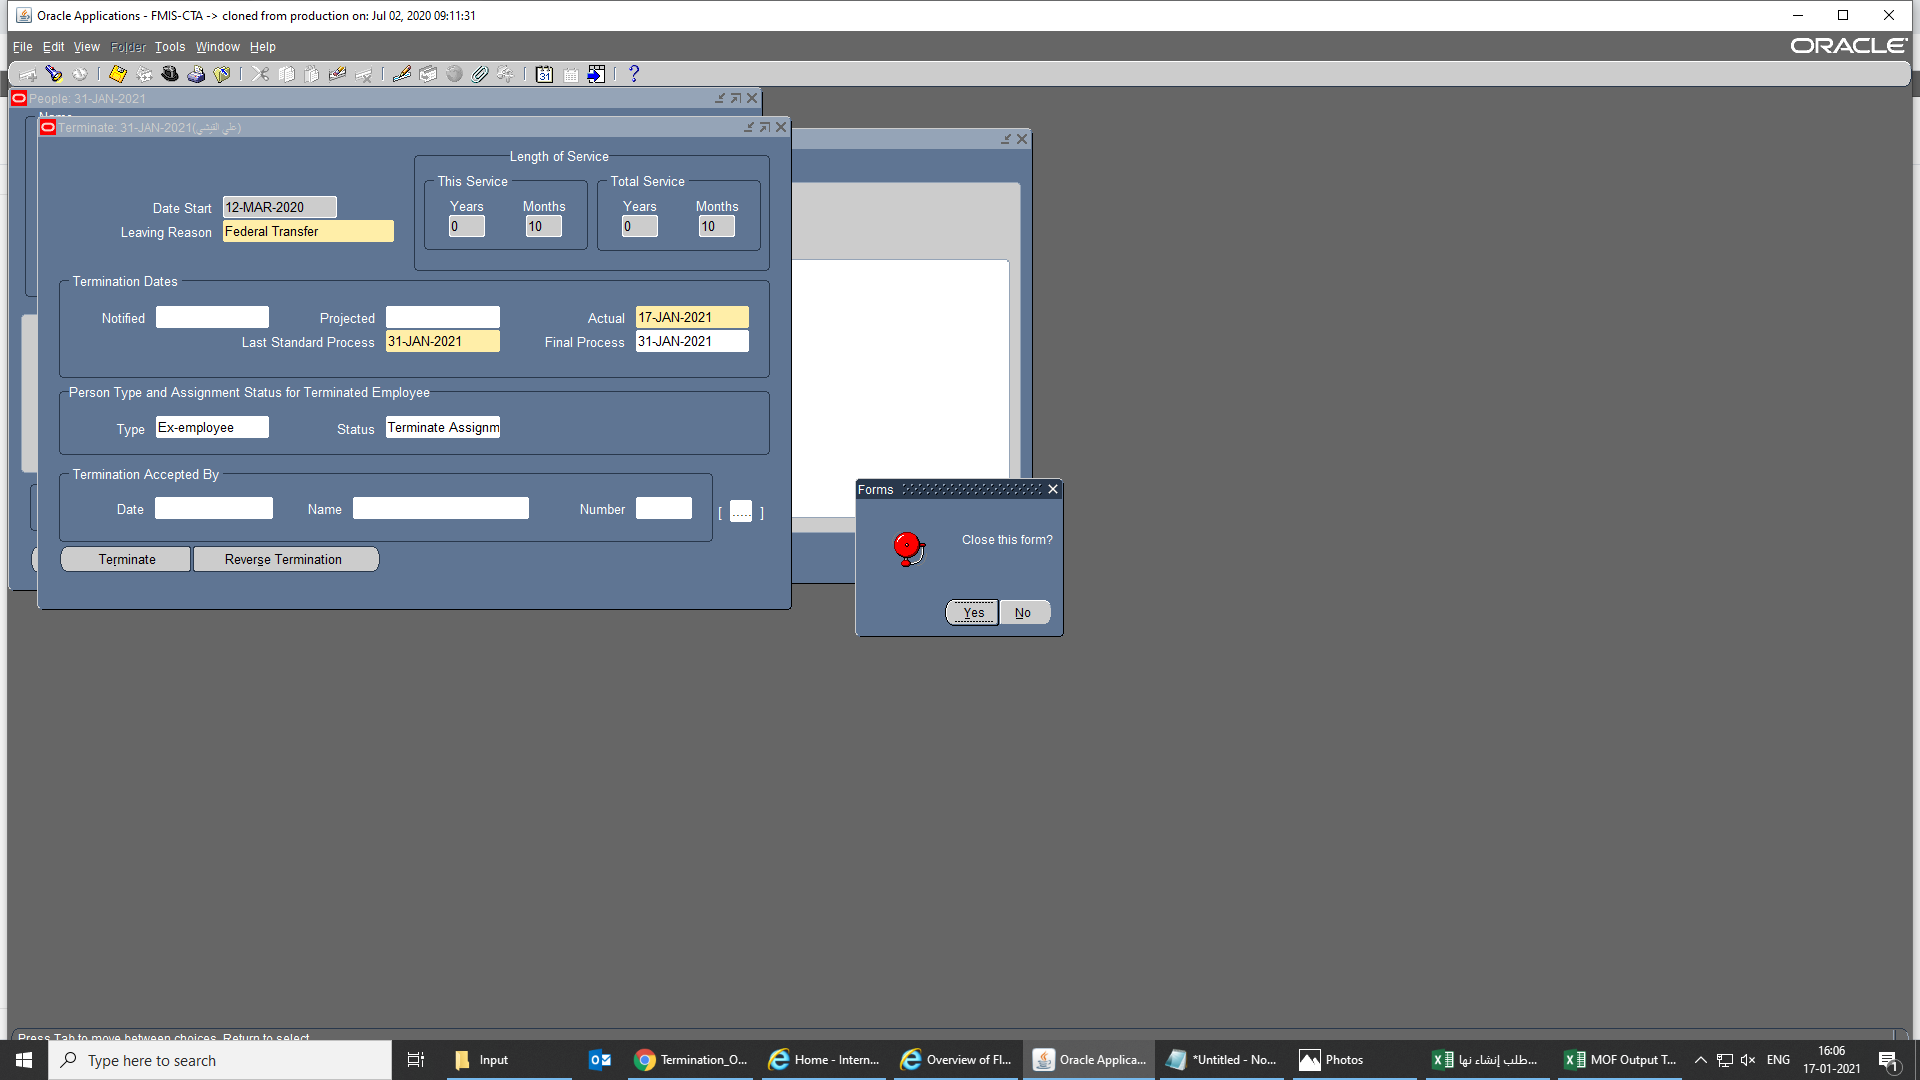 Oracle Applications - FMIS-CTA -> cloned from production on: Jul 02, 2020 09:11:31
File Edit View Folder Tools Window Help
ORACLE
People: 31-JAN-2021
Name
Terminate: 31-JAN-2021(علي القبشي)
Length of Service
This Service Total Service
Years Months Years Months
0 10 0 10
Date Start 12-MAR-2020
Leaving Reason Federal Transfer
Termination Dates
Notified Projected Actual 17-JAN-2021
Last Standard Process 31-JAN-2021 Final Process 31-JAN-2021
Person Type and Assignment Status for Terminated Employee
Type Ex-employee Status Terminate Assignm
Termination Accepted By
Date Name Number [ ..... ]
Terminate Reverse Termination
Forms
Close this form?
Yes No
Press Tab to move between choices, Return to select.
Type here to search
Input
Termination_O...
Home - Intern...
Overview of Fl...
Oracle Applica...
*Untitled - No...
Photos
طلب إنشاء نها...
MOF Output T...
ENG
16:06
17-01-2021
1